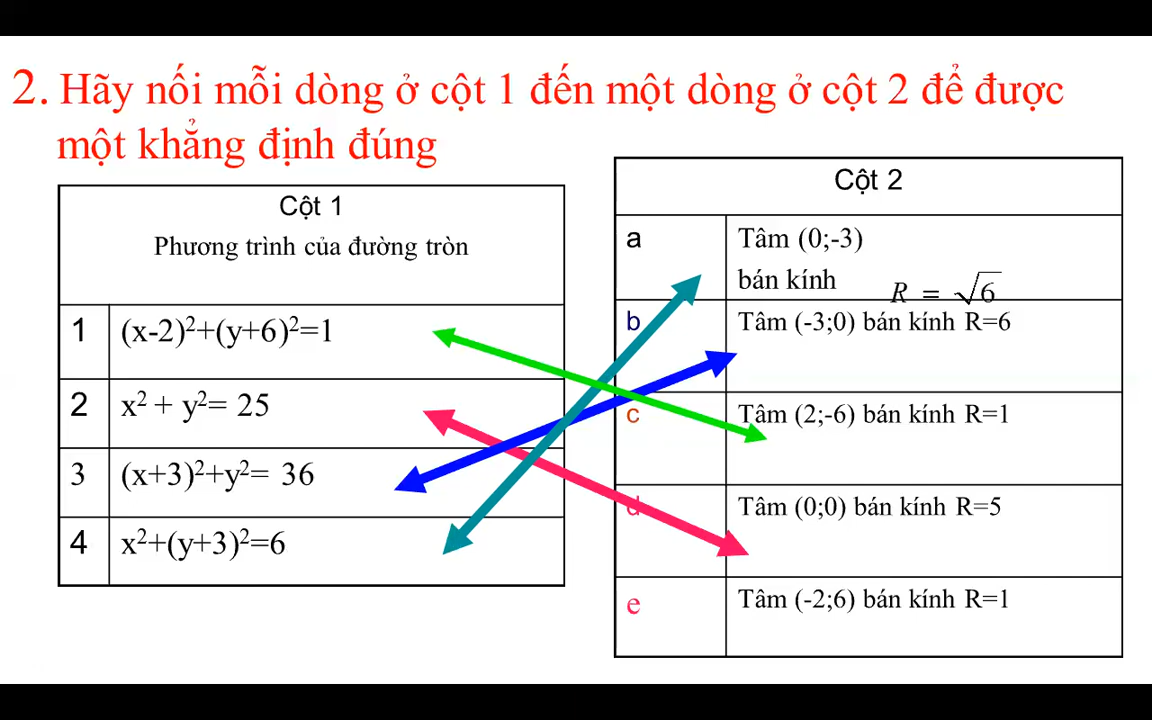 2. Hãy nối mỗi dòng ở cột 1 đến một dòng ở cột 2 để được
một khẳng định đúng
Cột 1
Phương trình của đường tròn
1 (x-2)²+(y+6)²=1
2 x² + y²= 25
3 (x+3)²+y²= 36
4 x²+(y+3)²=6
Cột 2
a Tâm (0;-3)
bán kính R = √6
b Tâm (-3;0) bán kính R=6
c Tâm (2;-6) bán kính R=1
d Tâm (0;0) bán kính R=5
e Tâm (-2;6) bán kính R=1